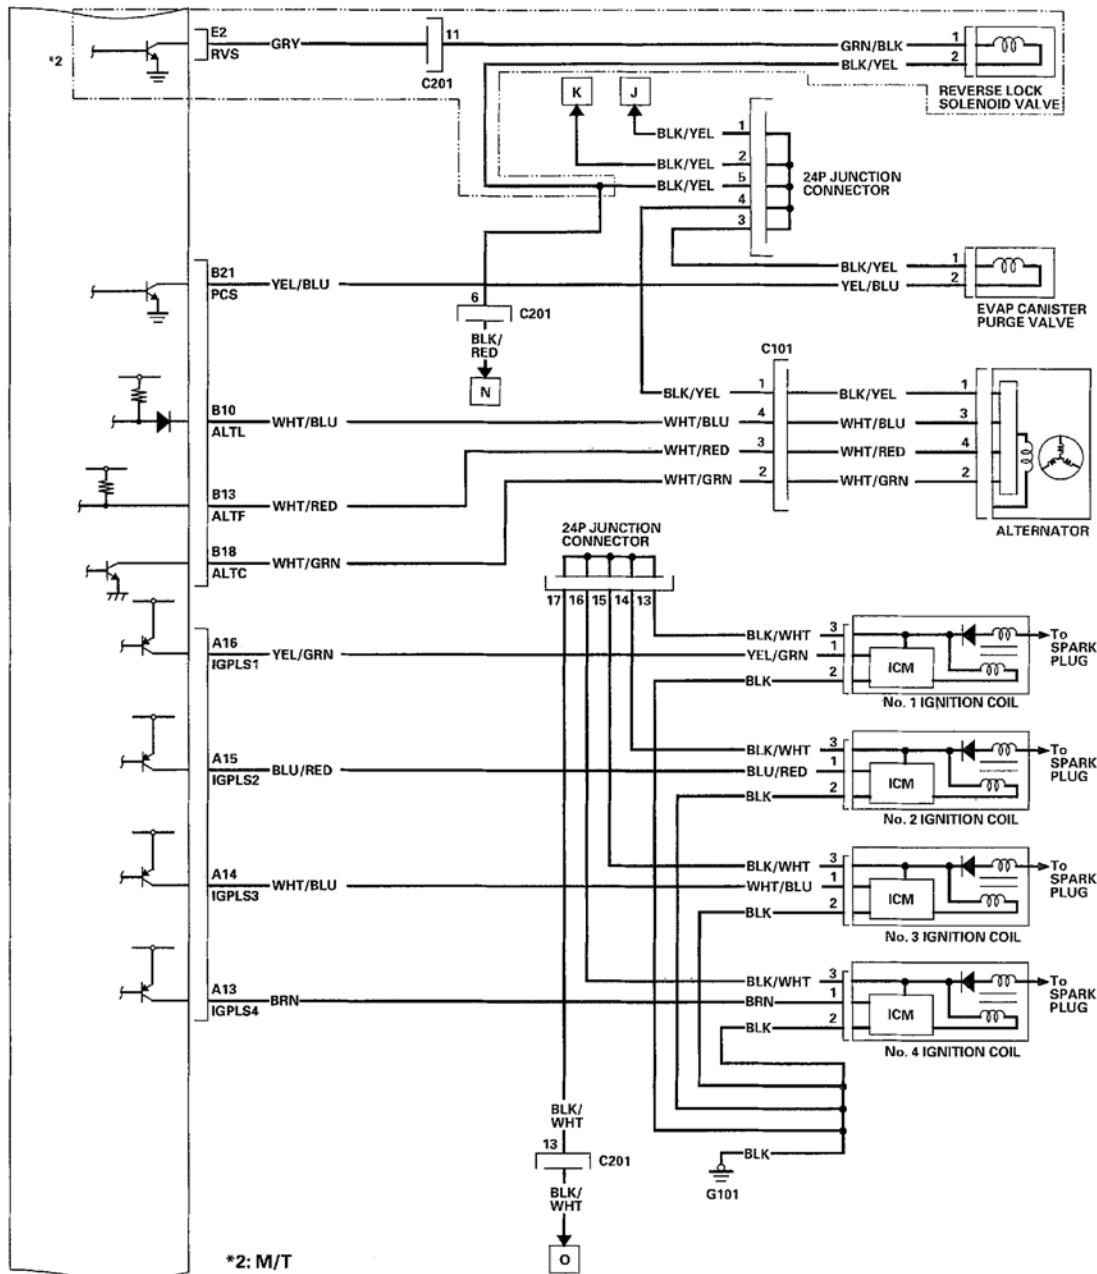 E2
RVS
GRY
11
C201
*2
GRN/BLK
1
BLK/YEL
2
REVERSE LOCK
SOLENOID VALVE
K
J
BLK/YEL
1
BLK/YEL
2
BLK/YEL
5
4
3
24P JUNCTION
CONNECTOR
B21
PCS
YEL/BLU
BLK/YEL
1
YEL/BLU
2
EVAP CANISTER
PURGE VALVE
6
C201
BLK/
RED
N
C101
BLK/YEL
1
BLK/YEL
1
B10
ALTL
WHT/BLU
WHT/BLU
4
WHT/BLU
3
WHT/RED
3
WHT/RED
4
WHT/GRN
2
WHT/GRN
2
ALTERNATOR
B13
ALTF
WHT/RED
B18
ALTC
WHT/GRN
24P JUNCTION
CONNECTOR
17
16
15
14
13
A16
IGPLS1
YEL/GRN
BLK/WHT
3
YEL/GRN
1
BLK
2
ICM
To
SPARK
PLUG
No. 1 IGNITION COIL
A15
IGPLS2
BLU/RED
BLK/WHT
3
BLU/RED
1
BLK
2
ICM
To
SPARK
PLUG
No. 2 IGNITION COIL
A14
IGPLS3
WHT/BLU
BLK/WHT
3
WHT/BLU
1
BLK
2
ICM
To
SPARK
PLUG
No. 3 IGNITION COIL
A13
IGPLS4
BRN
BLK/WHT
3
BRN
1
BLK
2
ICM
To
SPARK
PLUG
No. 4 IGNITION COIL
BLK/
WHT
13
C201
BLK/
WHT
O
BLK
G101
*2: M/T